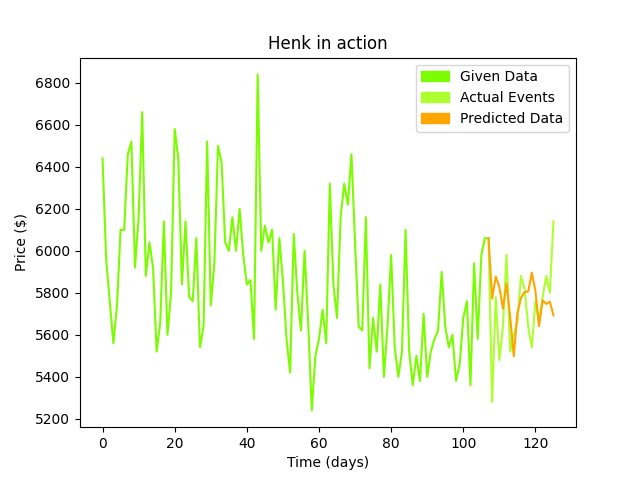 Henk in action
Given Data
Actual Events
Predicted Data
Price ($)
6800
6600
6400
6200
6000
5800
5600
5400
5200
0 20 40 60 80 100 120
Time (days)